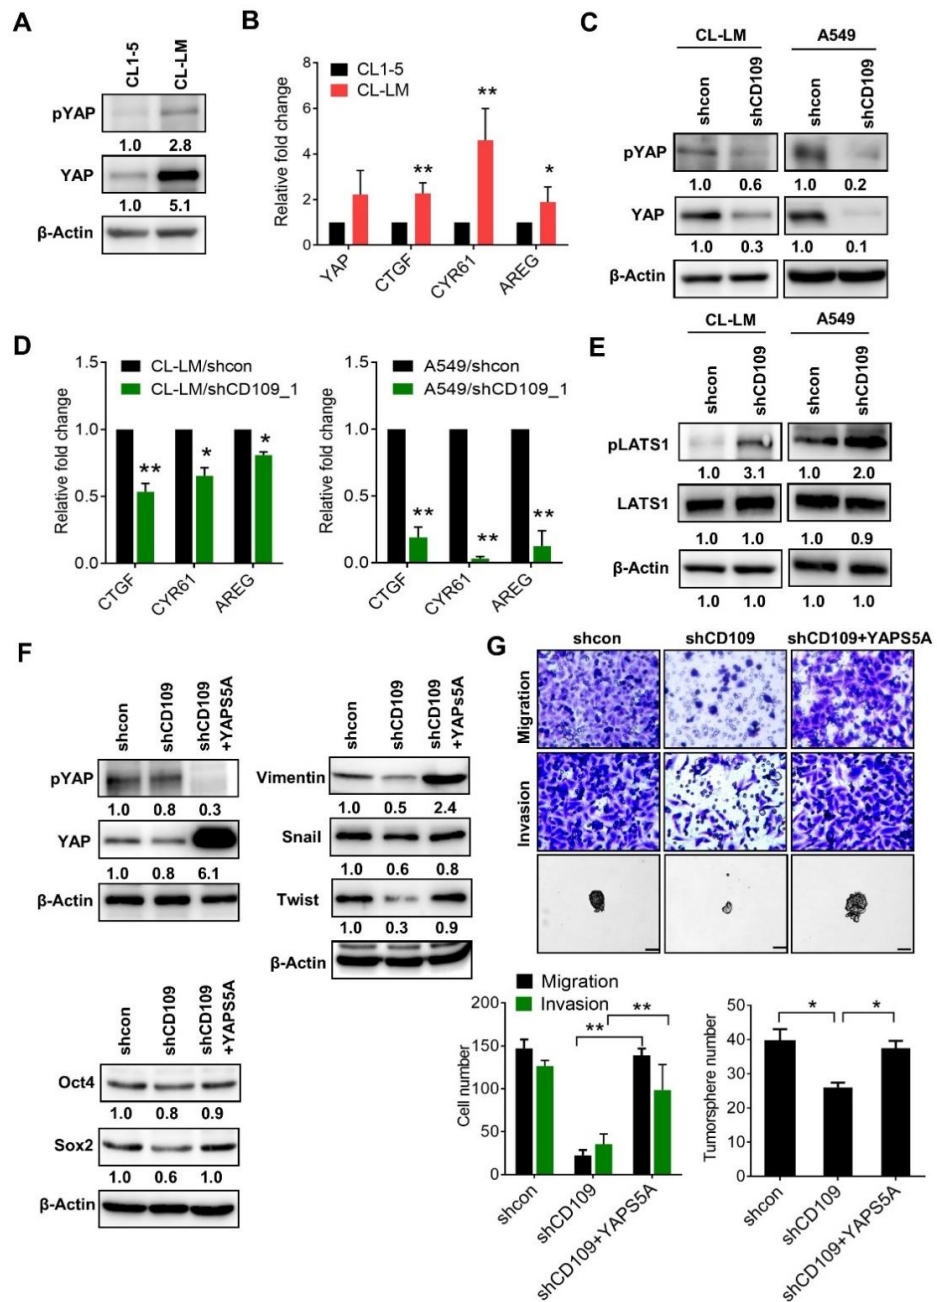 A
CL1-5
CL-LM
pYAP
1.0 2.8
YAP
1.0 5.1
β-Actin
B
Relative fold change
8
6
4
2
0
CL1-5
CL-LM
**
**
*
YAP
CTGF
CYR61
AREG
C
CL-LM A549
shcon
shCD109
shcon
shCD109
pYAP
1.0 0.6 1.0 0.2
YAP
1.0 0.3 1.0 0.1
β-Actin
D
Relative fold change
1.5
1.0
0.5
0.0
CL-LM/shcon
CL-LM/shCD109_1
**
*
*
CTGF
CYR61
AREG
Relative fold change
1.5
1.0
0.5
0.0
A549/shcon
A549/shCD109_1
**
**
**
CTGF
CYR61
AREG
E
CL-LM A549
shcon
shCD109
shcon
shCD109
pLATS1
1.0 3.1 1.0 2.0
LATS1
1.0 1.0 1.0 0.9
β-Actin
1.0 1.0 1.0 1.0
F
shcon
shCD109
shCD109
+YAPS5A
pYAP
1.0 0.8 0.3
YAP
1.0 0.8 6.1
β-Actin
shcon
shCD109
shCD109
+YAPs5A
Vimentin
1.0 0.5 2.4
Snail
1.0 0.6 0.8
Twist
1.0 0.3 0.9
β-Actin
shcon
shCD109
shCD109
+YAPS5A
Oct4
1.0 0.8 0.9
Sox2
1.0 0.6 1.0
β-Actin
G
shcon shCD109 shCD109+YAPS5A
Migration
Invasion
Migration
Invasion
Cell number
200
150
100
50
0
**
**
shcon
shCD109
shCD109+YAPS5A
Tumorsphere number
50
40
30
20
10
0
*
*
shcon
shCD109
shCD109+YAPS5A